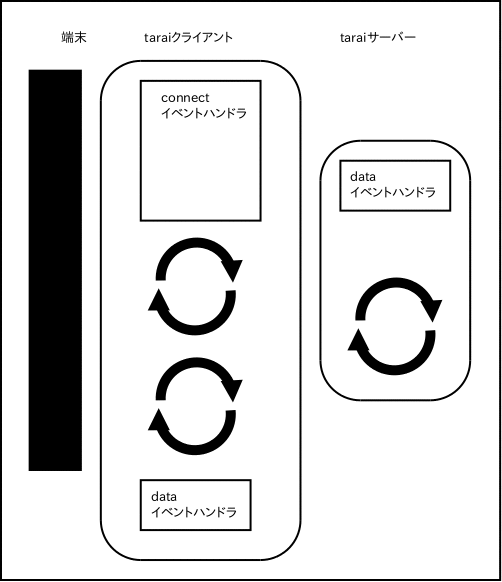 端末
taraiクライアント
taraiサーバー
connect
イベントハンドラ
data
イベントハンドラ
data
イベントハンドラ